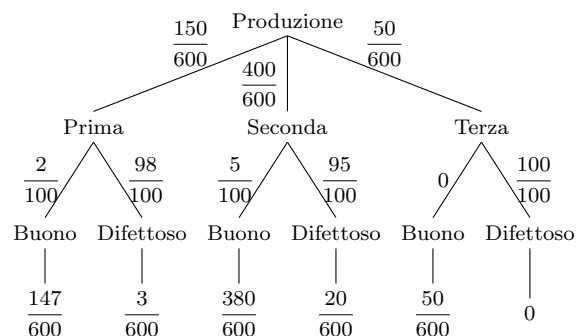 Produzione
150/600 400/600 50/600
Prima Seconda Terza
2/100 98/100 5/100 95/100 0 100/100
Buono Difettoso Buono Difettoso Buono Difettoso
147/600 3/600 380/600 20/600 50/600 0